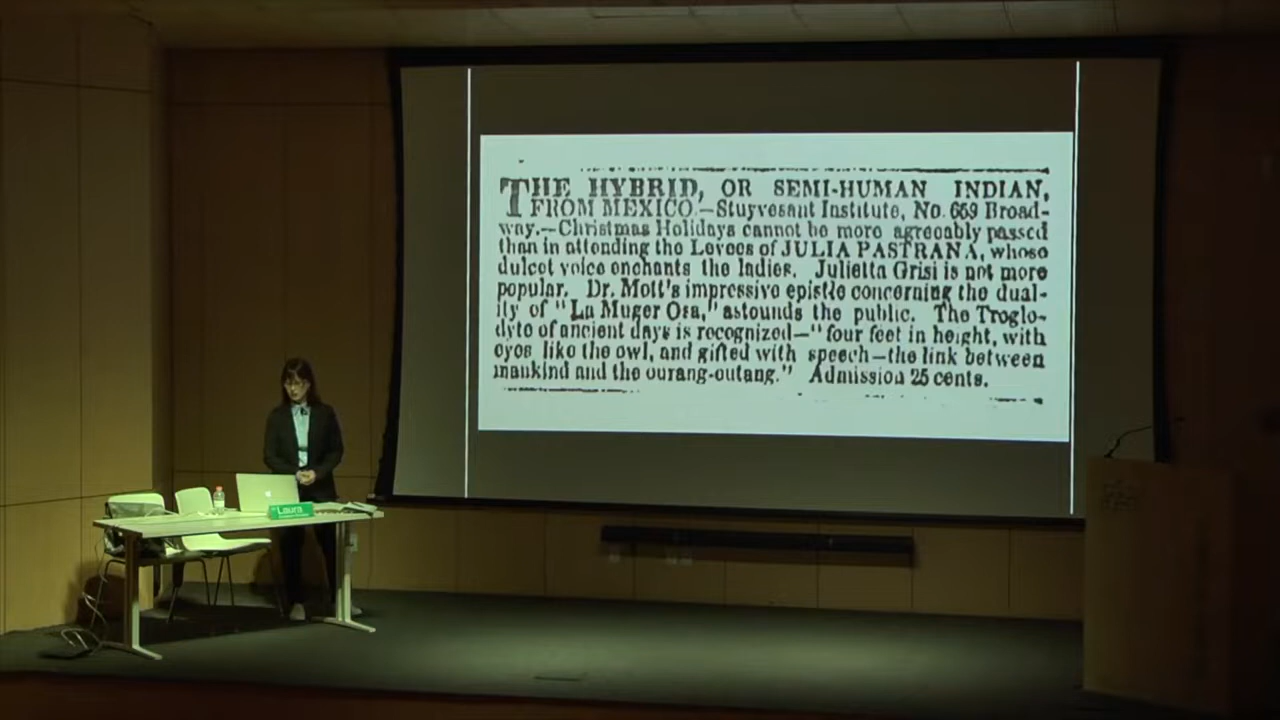 THE HYBRID, OR SEMI-HUMAN INDIAN,
FROM MEXICO.—Stuyvesant Institute, No. 659 Broad-
way.—Christmas Holidays cannot be more agreeably passed
than in attending the Levees of JULIA PASTRANA, whose
dulcet voice enchants the ladies. Julietta Grisi is not more
popular. Dr. Mott's impressive epistle concerning the dual-
ity of "La Muger Osa," astounds the public. The Troglo-
dyte of ancient days is recognized—"four feet in height, with
eyes like the owl, and gifted with speech—the link between
mankind and the ourang-outang." Admission 25 cents.
Laura